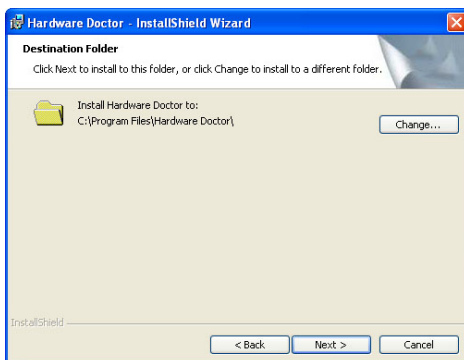 Hardware Doctor - InstallShield Wizard
Destination Folder
Click Next to install to this folder, or click Change to install to a different folder.
Install Hardware Doctor to:
C:\Program Files\Hardware Doctor\
Change...
InstallShield
< Back
Next >
Cancel